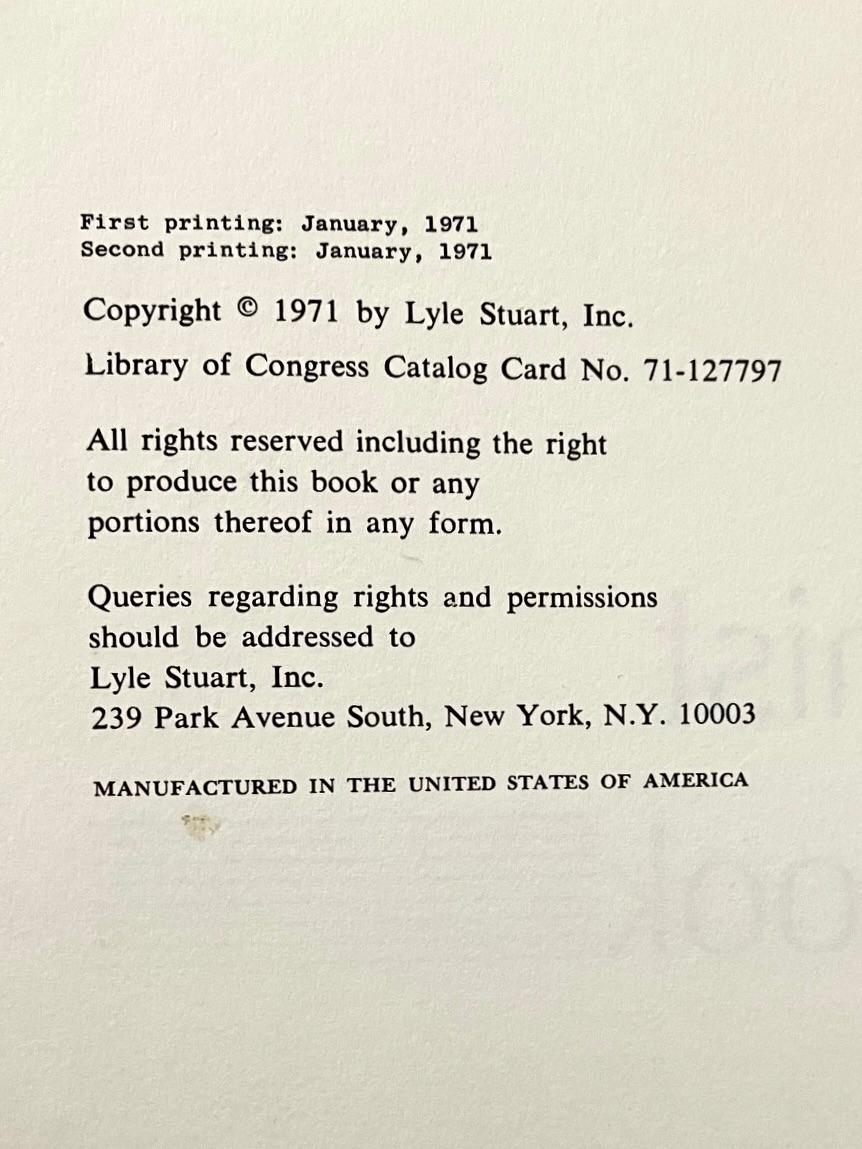 First printing: January, 1971
Second printing: January, 1971
Copyright © 1971 by Lyle Stuart, Inc.
Library of Congress Catalog Card No. 71-127797
All rights reserved including the right
to produce this book or any
portions thereof in any form.
Queries regarding rights and permissions
should be addressed to
Lyle Stuart, Inc.
239 Park Avenue South, New York, N.Y. 10003
MANUFACTURED IN THE UNITED STATES OF AMERICA